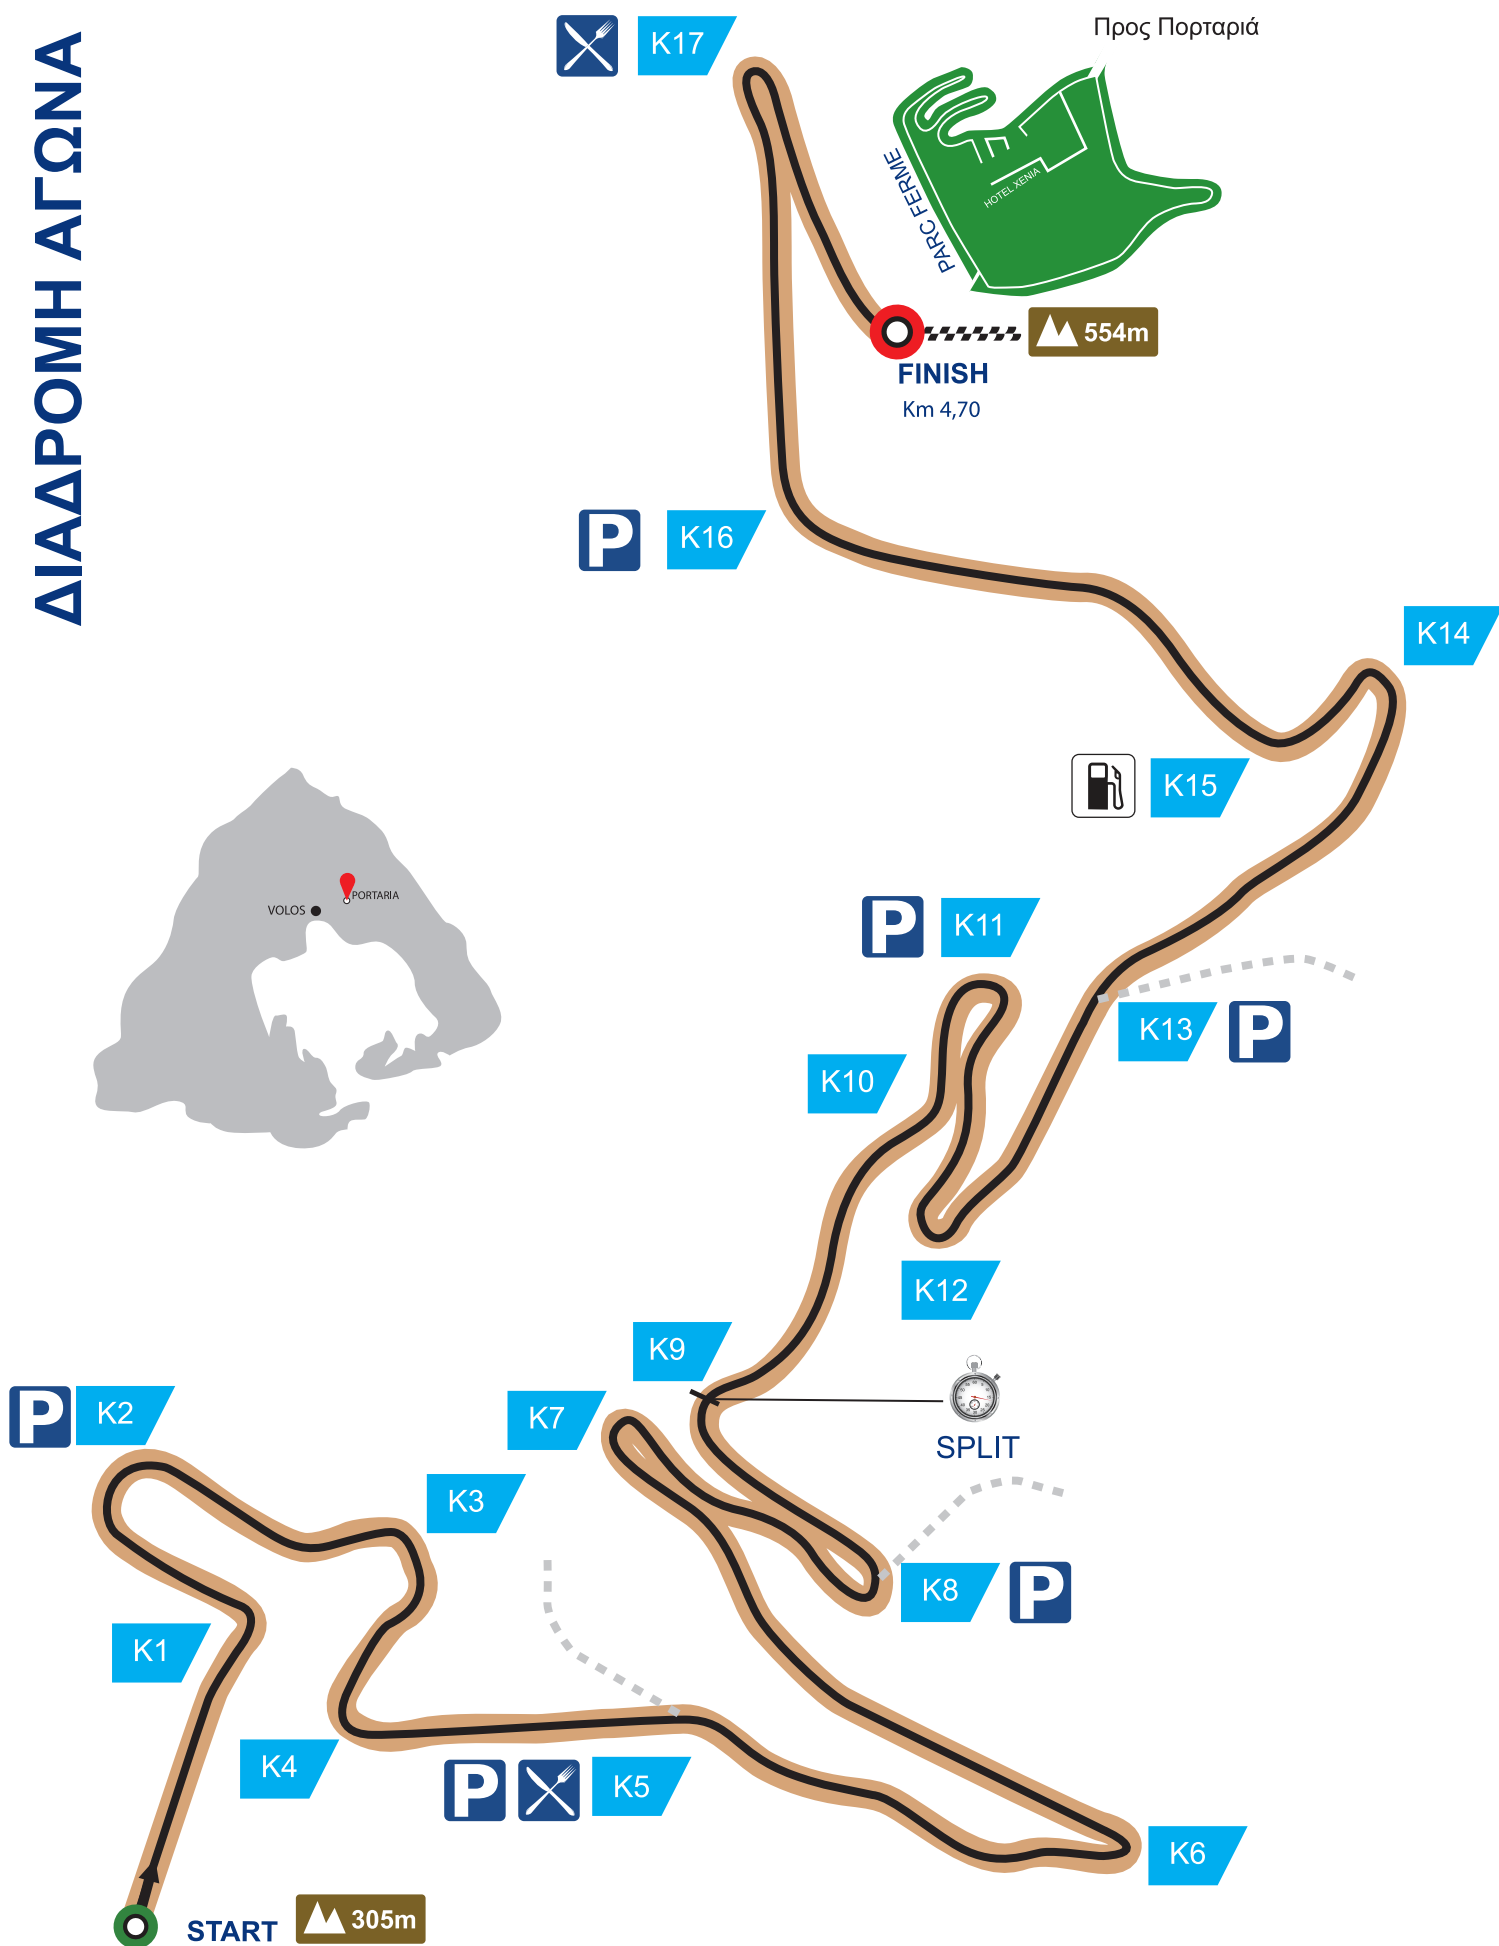 ΔΙΑΔΡΟΜΗ ΑΓΩΝΑ
K17
Προς Πορταριά
PARC FERME
HOTEL XENIA
554m
FINISH
Km 4,70
P
K16
K14
K15
PORTARIA
VOLOS
P
K11
K13
P
K10
K12
K9
SPLIT
P
K2
K7
K3
K8
P
K1
K4
P
K5
K6
START
305m